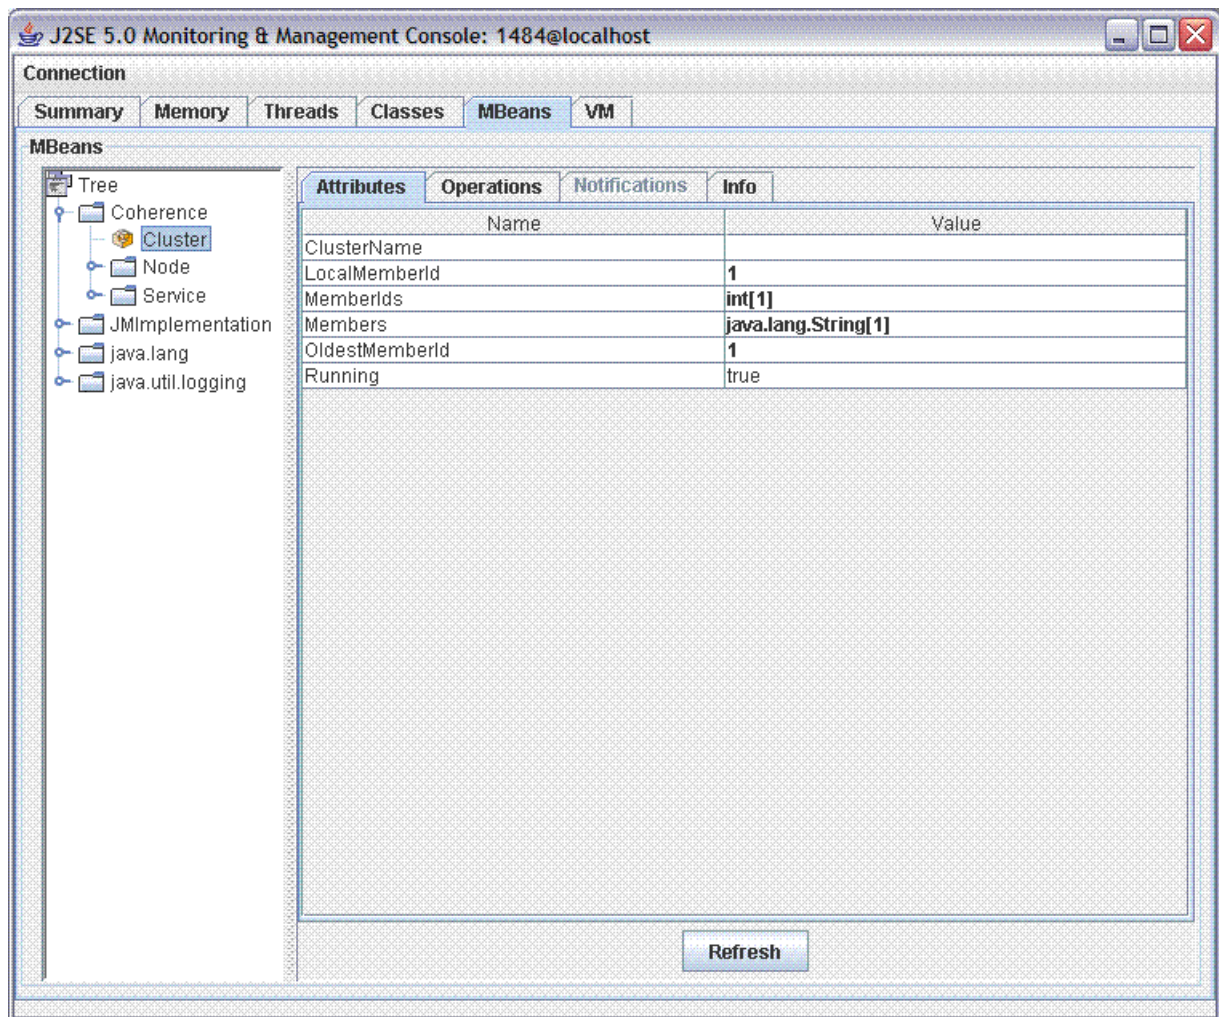 J2SE 5.0 Monitoring & Management Console: 1484@localhost
Connection
Summary Memory Threads Classes MBeans VM
MBeans
Tree
Coherence
Cluster
Node
Service
JMImplementation
java.lang
java.util.logging
Attributes Operations Notifications Info
Name Value
ClusterName
LocalMemberId 1
MemberIds int[1]
Members java.lang.String[1]
OldestMemberId 1
Running true
Refresh